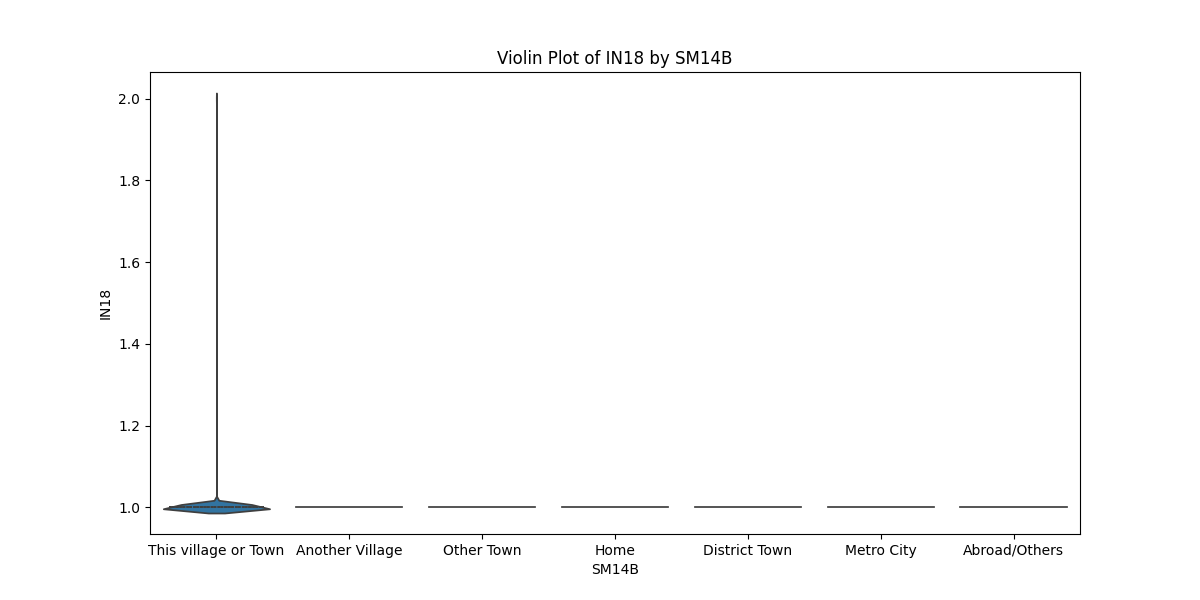 Violin Plot of IN18 by SM14B
2.0
1.8
1.6
1.4
1.2
1.0
IN18
This village or Town Another Village Other Town Home District Town Metro City Abroad/Others
SM14B